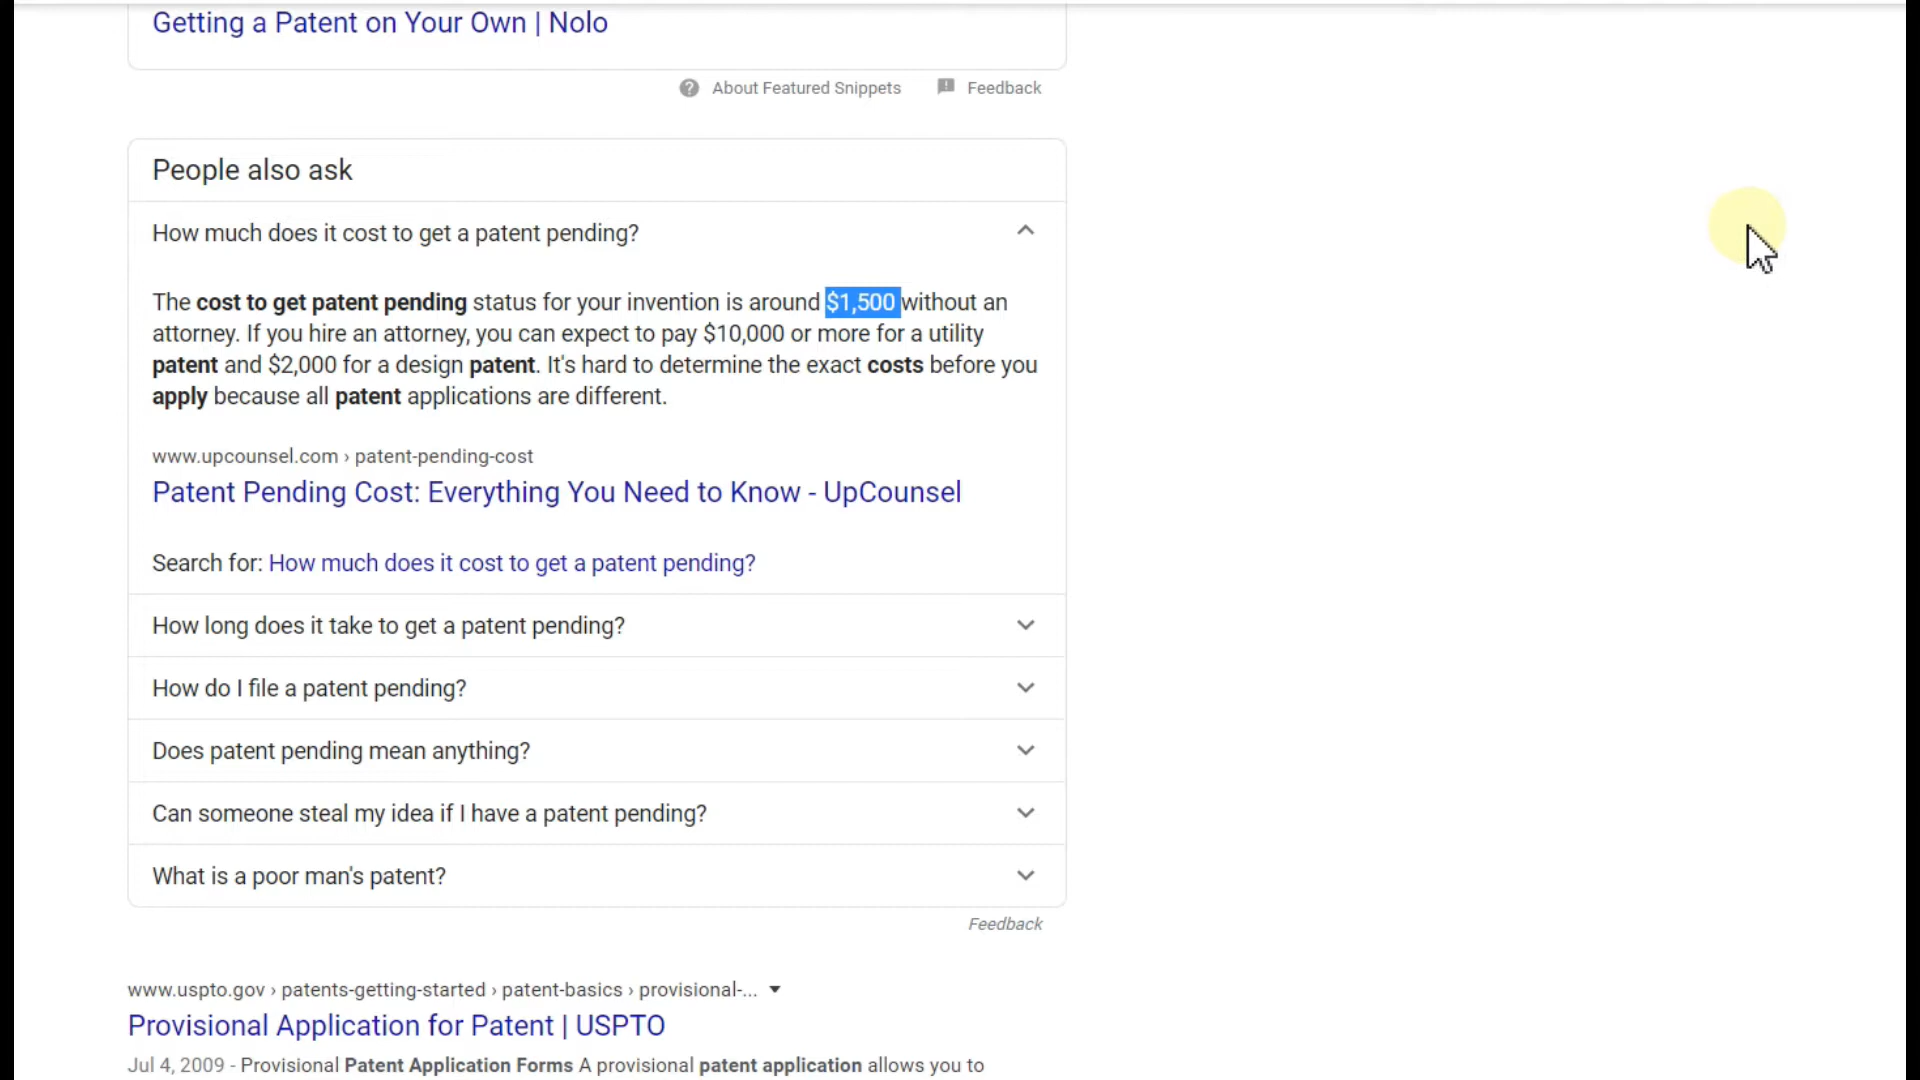 Getting a Patent on Your Own | Nolo
About Featured Snippets Feedback
People also ask
How much does it cost to get a patent pending?
The cost to get patent pending status for your invention is around $1,500 without an
attorney. If you hire an attorney, you can expect to pay $10,000 or more for a utility
patent and $2,000 for a design patent. It's hard to determine the exact costs before you
apply because all patent applications are different.
www.upcounsel.com › patent-pending-cost
Patent Pending Cost: Everything You Need to Know - UpCounsel
Search for: How much does it cost to get a patent pending?
How long does it take to get a patent pending?
How do I file a patent pending?
Does patent pending mean anything?
Can someone steal my idea if I have a patent pending?
What is a poor man's patent?
Feedback
www.uspto.gov › patents-getting-started › patent-basics › provisional-...
Provisional Application for Patent | USPTO
Jul 4, 2009 - Provisional Patent Application Forms A provisional patent application allows you to